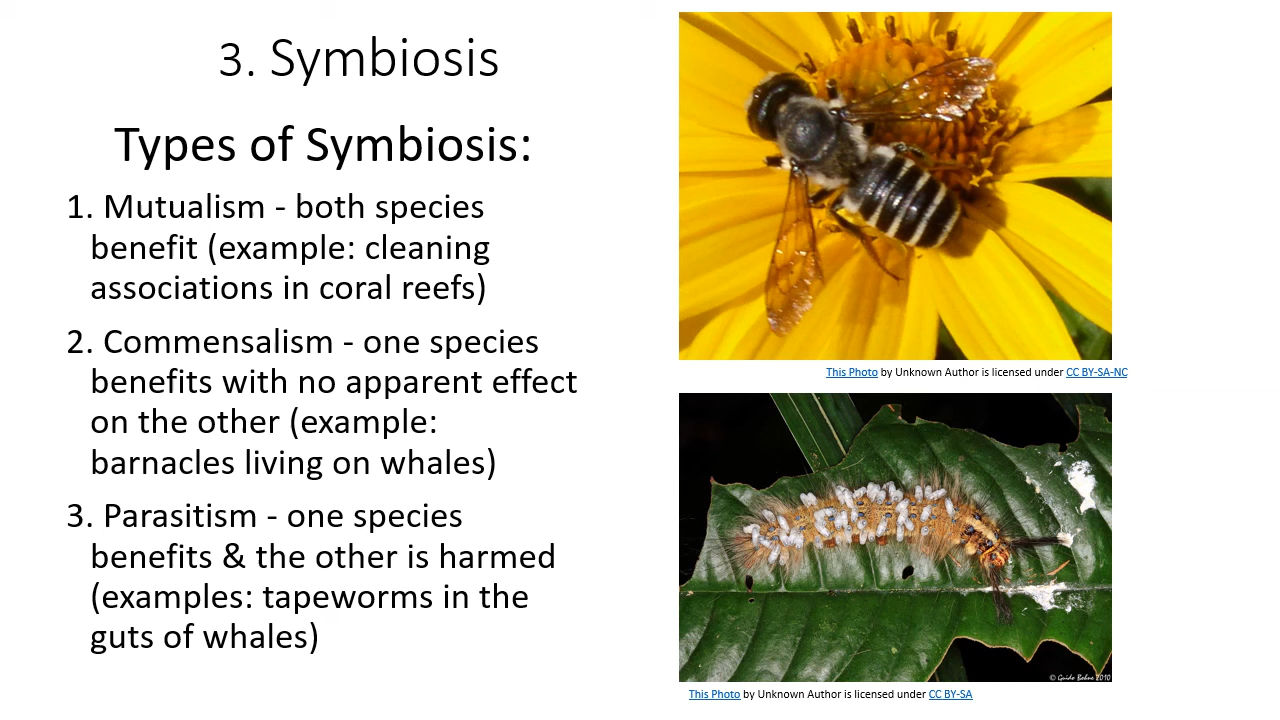 3. Symbiosis
Types of Symbiosis:
1. Mutualism - both species
benefit (example: cleaning
associations in coral reefs)
2. Commensalism - one species
benefits with no apparent effect
on the other (example:
barnacles living on whales)
3. Parasitism - one species
benefits & the other is harmed
(examples: tapeworms in the
guts of whales)
This Photo by Unknown Author is licensed under CC BY-SA-NC
© Guido Bohne 2010
This Photo by Unknown Author is licensed under CC BY-SA